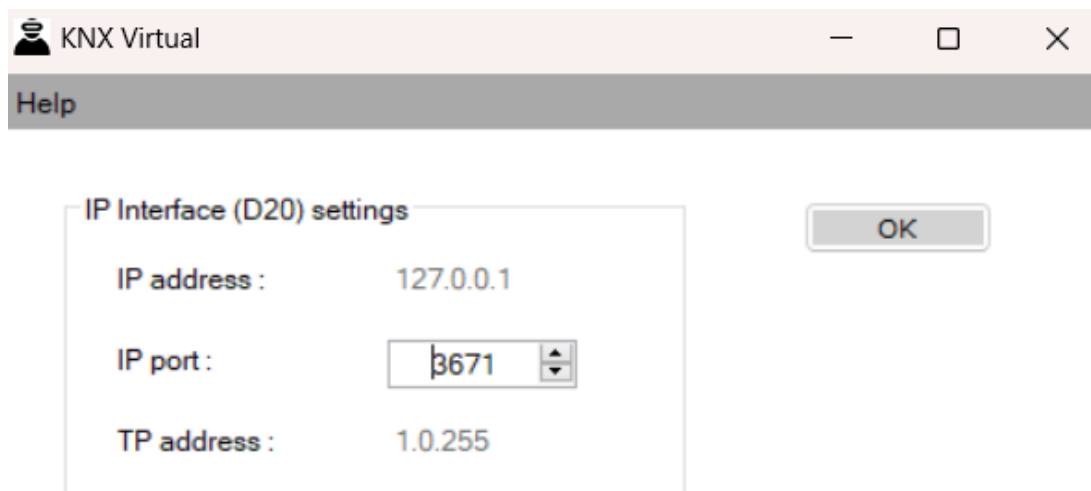 KNX Virtual
Help
IP Interface (D20) settings
OK
IP address : 127.0.0.1
IP port : 3671
TP address : 1.0.255